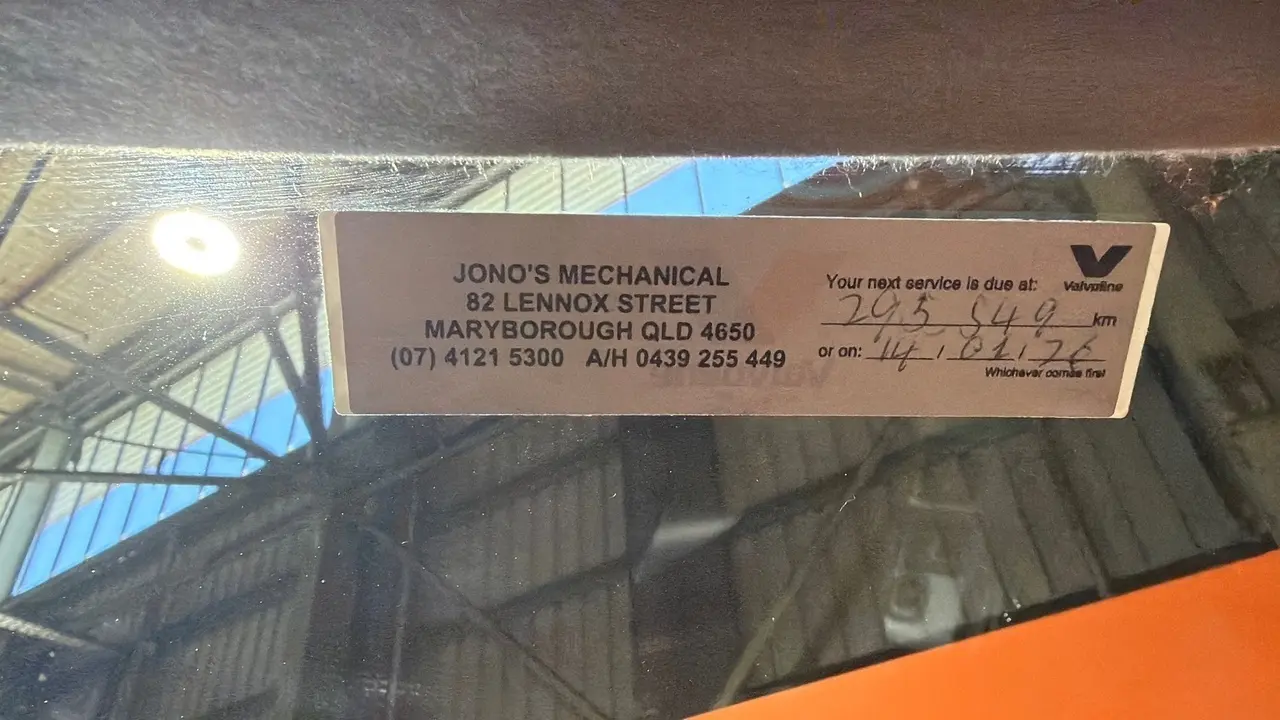 JONO'S MECHANICAL
82 LENNOX STREET
MARYBOROUGH QLD 4650
(07) 4121 5300 A/H 0439 255 449
Valvoline
Your next service is due at:
295 549 km
or on: 14 / 01 / 26
Whichever comes first